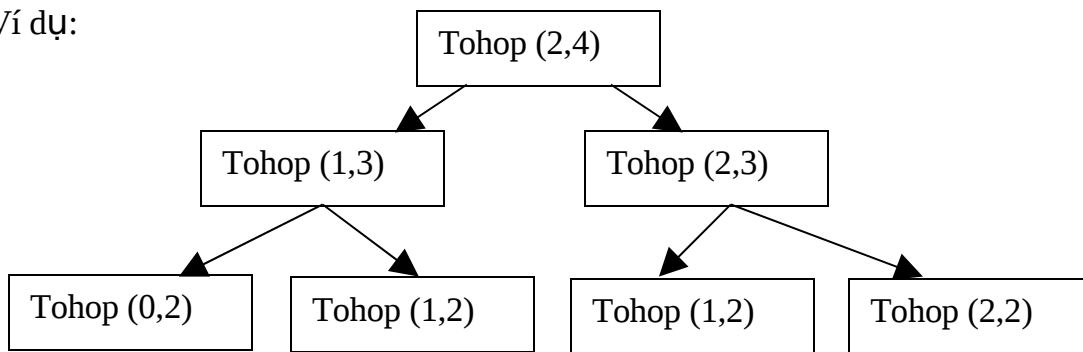 Ví dụ:
Tohop (2,4)
Tohop (1,3)
Tohop (2,3)
Tohop (0,2)
Tohop (1,2)
Tohop (1,2)
Tohop (2,2)